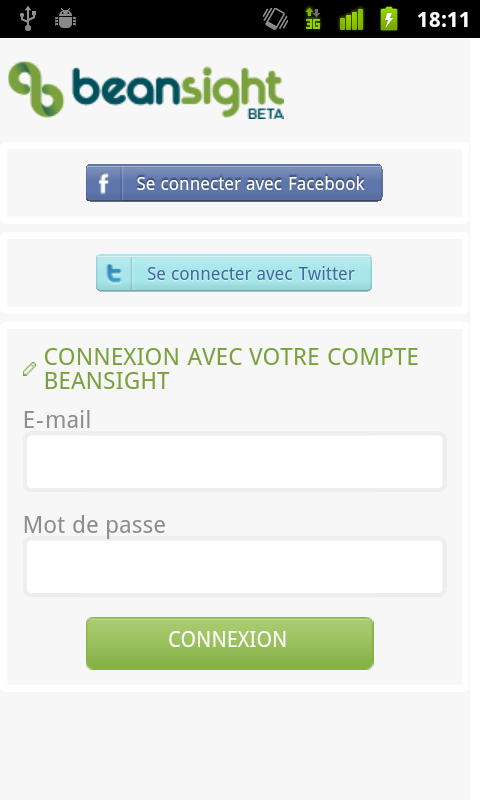 3G 18:11
beansight
BETA
f Se connecter avec Facebook
t Se connecter avec Twitter
CONNEXION AVEC VOTRE COMPTE
BEANSIGHT
E-mail
Mot de passe
CONNEXION